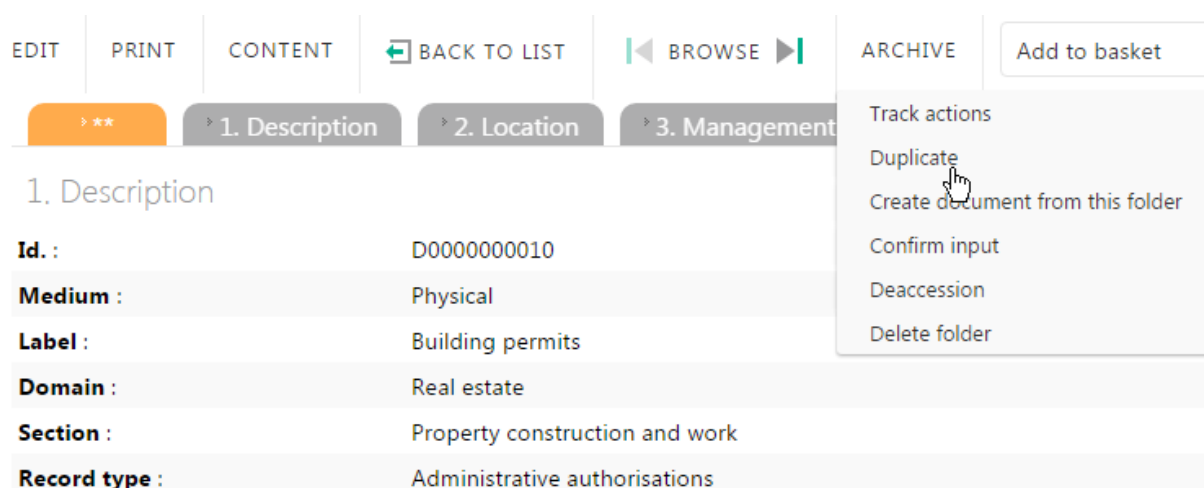 EDIT PRINT CONTENT BACK TO LIST BROWSE ARCHIVE Add to basket
** 1. Description 2. Location 3. Management
Track actions
Duplicate
Create document from this folder
Confirm input
Deaccession
Delete folder
1. Description
Id. : D0000000010
Medium : Physical
Label : Building permits
Domain : Real estate
Section : Property construction and work
Record type : Administrative authorisations